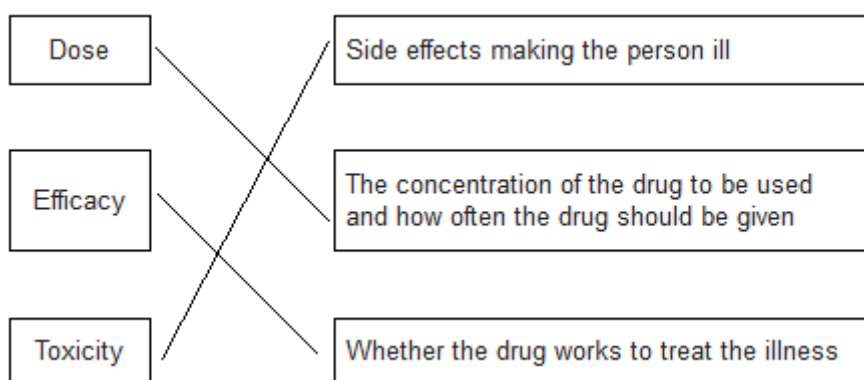 Dose
Side effects making the person ill
Efficacy
The concentration of the drug to be used
and how often the drug should be given
Toxicity
Whether the drug works to treat the illness